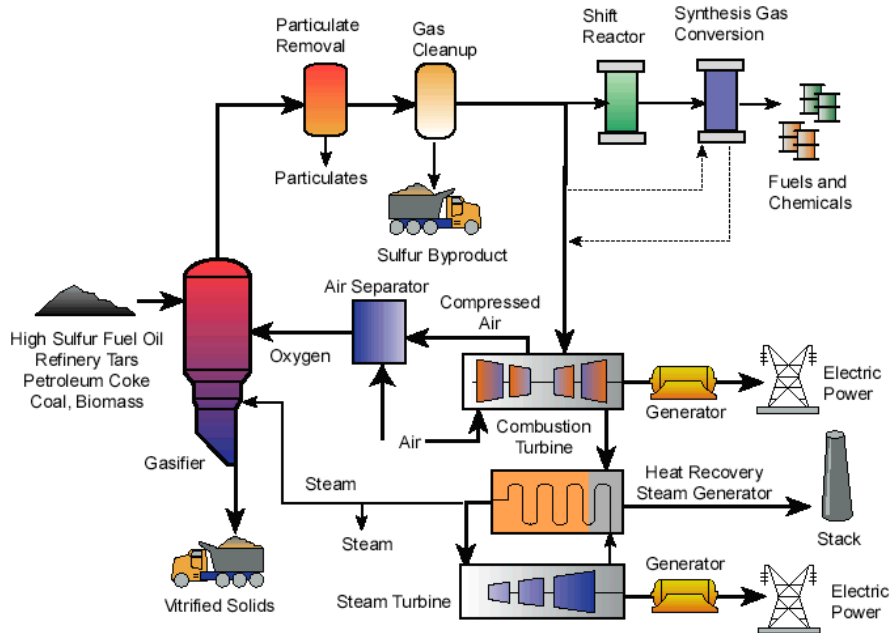 Particulate
Removal
Gas
Cleanup
Shift
Reactor
Synthesis Gas
Conversion
Particulates
Fuels and
Chemicals
Sulfur Byproduct
Air Separator
Compressed
Air
High Sulfur Fuel Oil
Refinery Tars
Petroleum Coke
Coal, Biomass
Oxygen
Electric
Power
Generator
Air
Combustion
Turbine
Gasifier
Steam
Heat Recovery
Steam Generator
Steam
Stack
Generator
Vitrified Solids
Steam Turbine
Electric
Power